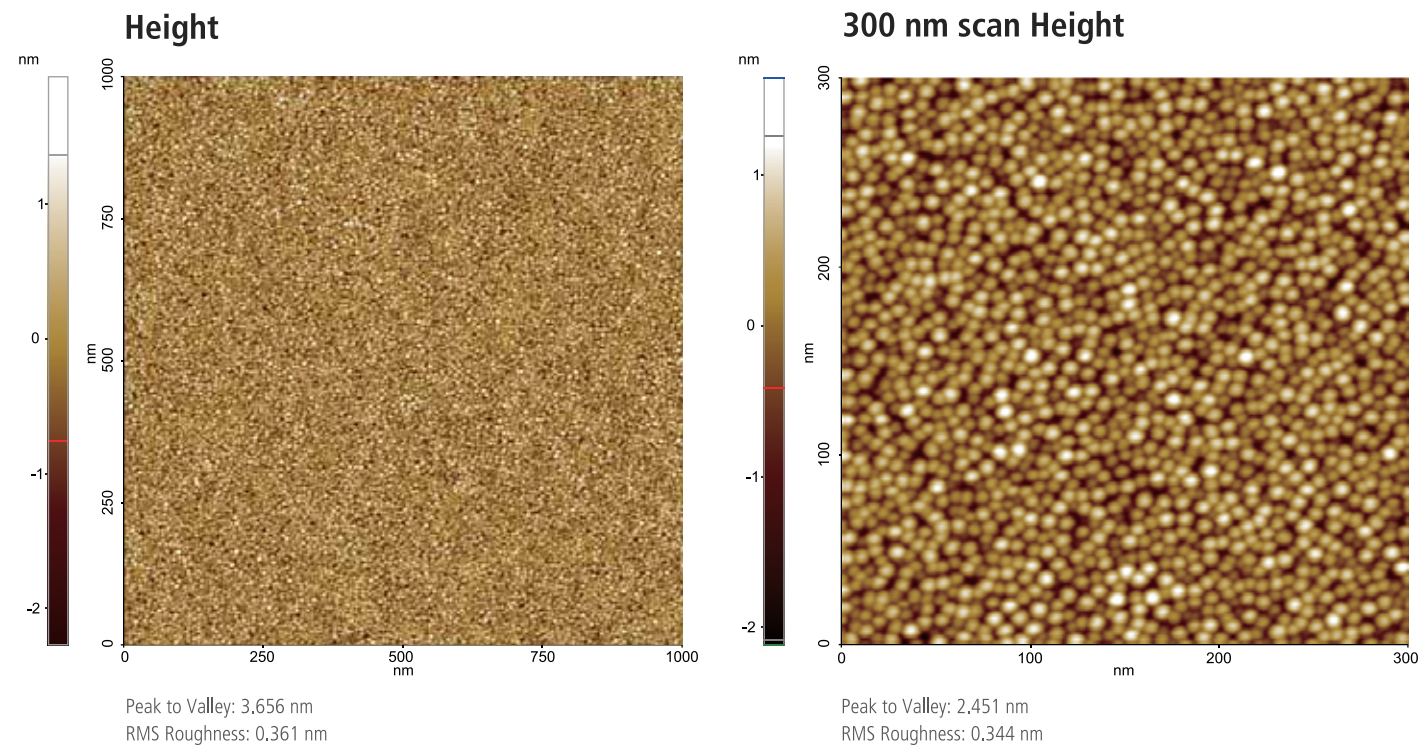 Height
nm
1
0
-1
-2
1000
750
500
250
0
nm
0
250
500
750
1000
nm
Peak to Valley: 3.656 nm
RMS Roughness: 0.361 nm
300 nm scan Height
nm
1
0
-1
-2
300
200
100
0
nm
0
100
200
300
nm
Peak to Valley: 2.451 nm
RMS Roughness: 0.344 nm